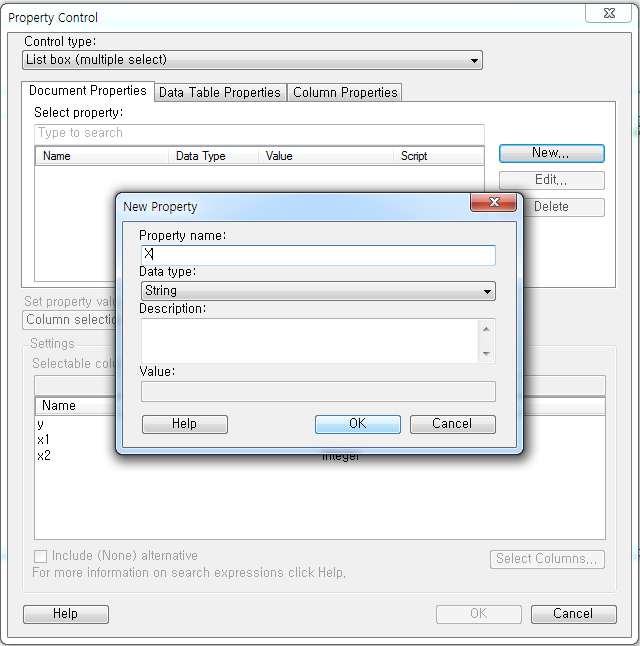 Property Control
Control type:
List box (multiple select)
Document Properties Data Table Properties Column Properties
Select property:
Type to search
Name Data Type Value Script
New...
Edit...
Delete
New Property
Property name:
X
Data type:
String
Description:
Value:
Help OK Cancel
Set property valu
Column selectio
Settings
Selectable colu
Name
y
x1
x2 Integer
Include (None) alternative
Select Columns...
For more information on search expressions click Help.
Help OK Cancel